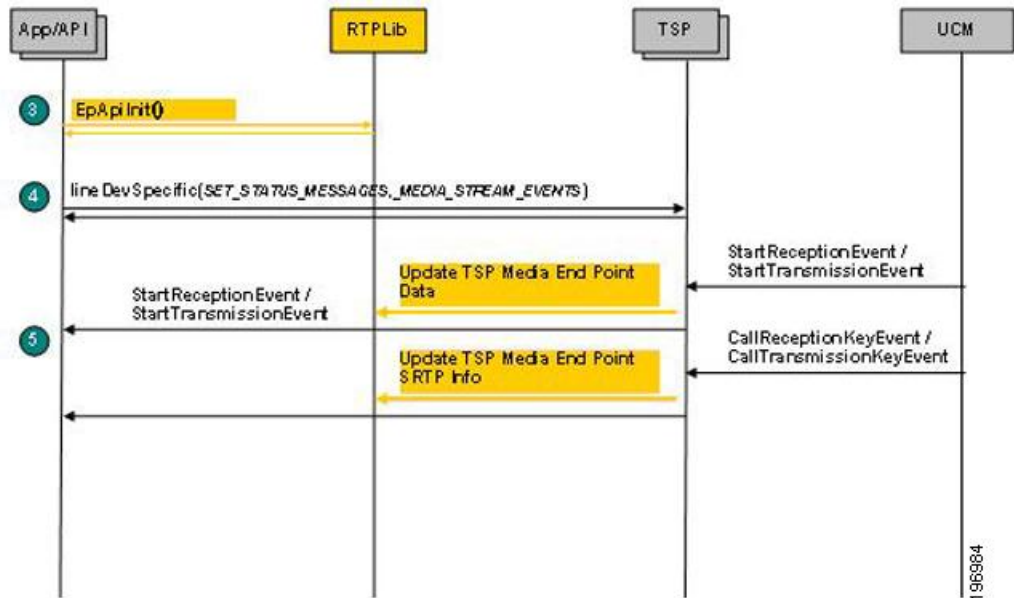 App/API
RTPLib
TSP
UCM
3
EpApiInit()
4
lineDevSpecific(SET_STATUS_MESSAGES,_MEDIA_STREAM_EVENTS)
StartReceptionEvent /
StartTransmissionEvent
Update TSP Media End Point
Data
StartReceptionEvent /
StartTransmissionEvent
5
CallReceptionKeyEvent /
CallTransmissionKeyEvent
Update TSP Media End Point
SRTP Info
196984